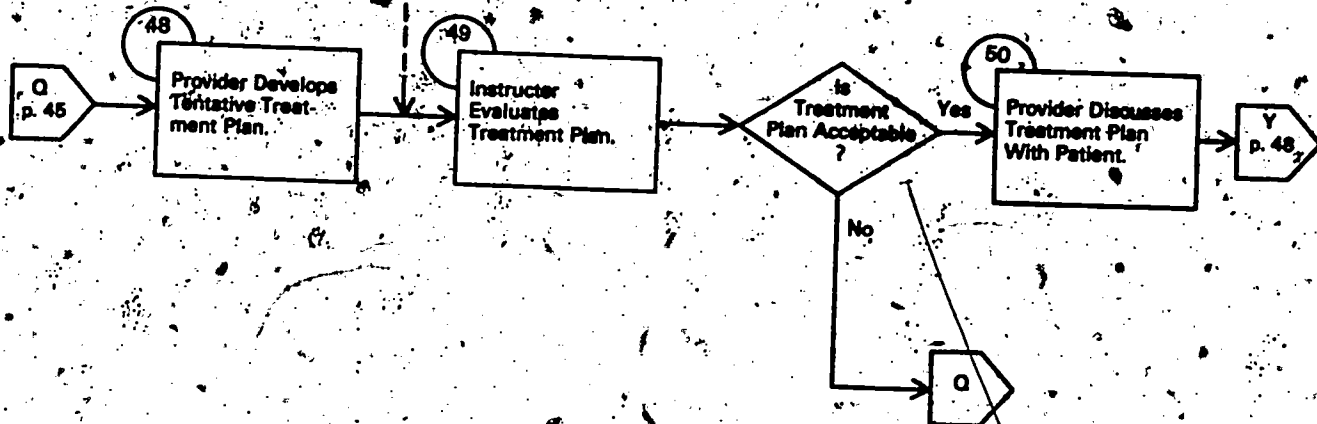 Q
p. 45
48
Provider Develops
Tentative Treat-
ment Plan.
49
Instructor
Evaluates
Treatment Plan.
Is
Treatment
Plan Acceptable
?
Yes
50
Provider Discusses
Treatment Plan
With Patient.
Y
p. 48
No
Q